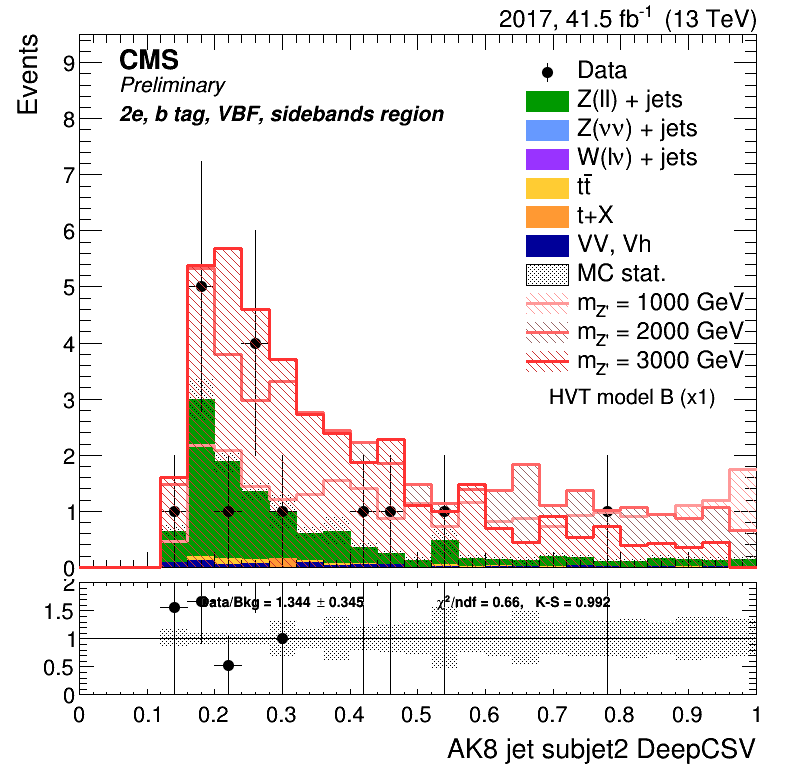 2017, 41.5 fb⁻¹ (13 TeV)
Events
CMS
Preliminary
2e, b tag, VBF, sidebands region
Data
Z(ll) + jets
Z(νν) + jets
W(lν) + jets
tt̄
t+X
VV, Vh
MC stat.
m_Z' = 1000 GeV
m_Z' = 2000 GeV
m_Z' = 3000 GeV
HVT model B (x1)
9
8
7
6
5
4
3
2
1
0
Data/Bkg = 1.344 ± 0.345
χ²/ndf = 0.66, K-S = 0.992
2
1.5
1
0.5
0
0 0.1 0.2 0.3 0.4 0.5 0.6 0.7 0.8 0.9 1
AK8 jet subjet2 DeepCSV